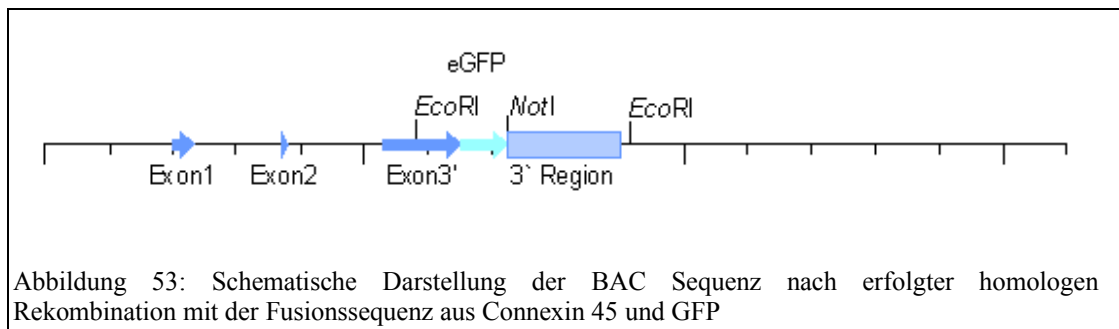 eGFP
EcoRI NotI EcoRI
Exon1 Exon2 Exon3' 3` Region
Abbildung 53: Schematische Darstellung der BAC Sequenz nach erfolgter homologen
Rekombination mit der Fusionssequenz aus Connexin 45 und GFP